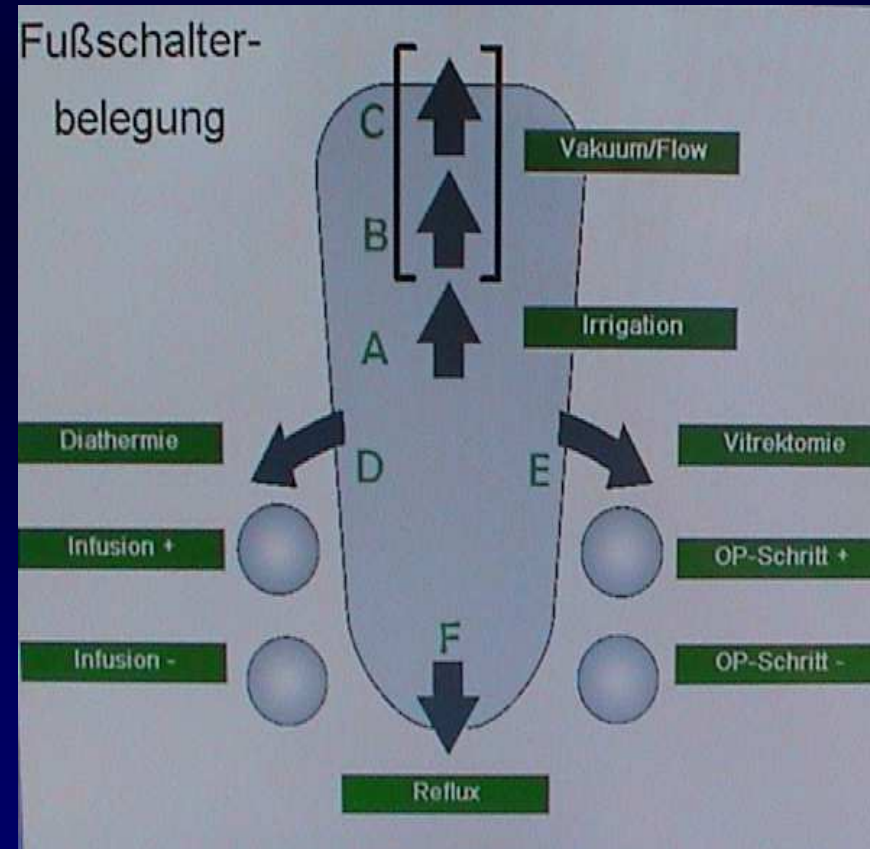 Fußschalter-
belegung
C
Vakuum/Flow
B
A
Irrigation
Diathermie
D
E
Vitrektomie
Infusion +
OP-Schritt +
Infusion -
F
OP-Schritt -
Reflux